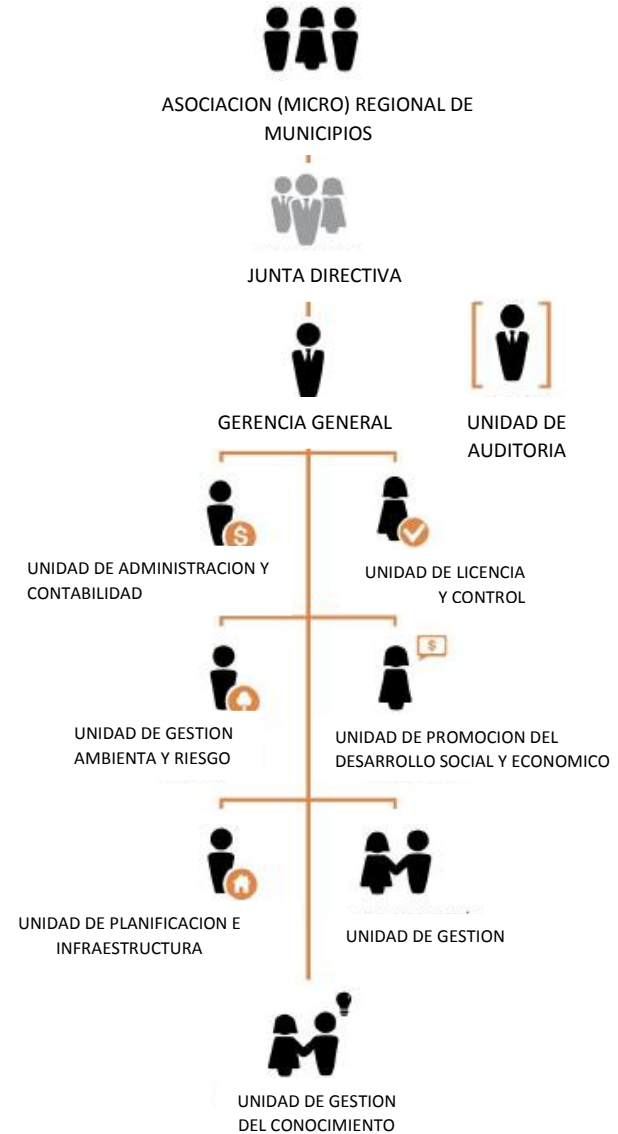 ASOCIACION (MICRO) REGIONAL DE
MUNICIPIOS
JUNTA DIRECTIVA
GERENCIA GENERAL
UNIDAD DE
AUDITORIA
$
UNIDAD DE ADMINISTRACION Y
CONTABILIDAD
UNIDAD DE LICENCIA
Y CONTROL
$
UNIDAD DE GESTION
AMBIENTA Y RIESGO
UNIDAD DE PROMOCION DEL
DESARROLLO SOCIAL Y ECONOMICO
UNIDAD DE PLANIFICACION E
INFRAESTRUCTURA
UNIDAD DE GESTION
UNIDAD DE GESTION
DEL CONOCIMIENTO